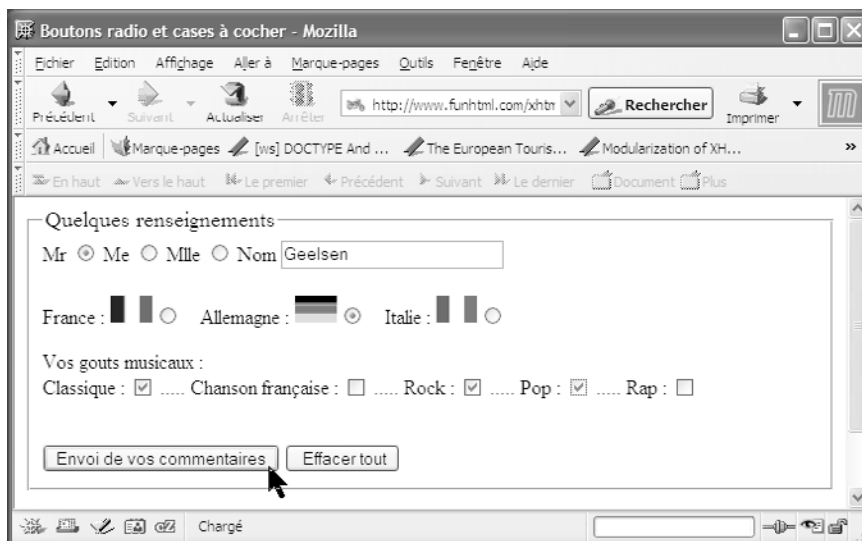 Boutons radio et cases à cocher - Mozilla
Fichier Edition Affichage Aller à Marque-pages Outils Fenêtre Aide
Précédent Suivant Actualiser Arrêter http://www.funhtml.com/xhtm Rechercher Imprimer
Accueil Marque-pages [ws] DOCTYPE And ... The European Touris... Modularization of XH... »
En haut Vers le haut Le premier Précédent Suivant Le dernier Document Plus
Quelques renseignements
Mr Me Mlle Nom Geelsen
France : Allemagne : Italie :
Vos gouts musicaux :
Classique : ..... Chanson française : ..... Rock : ..... Pop : ..... Rap :
Envoi de vos commentaires Effacer tout
Chargé